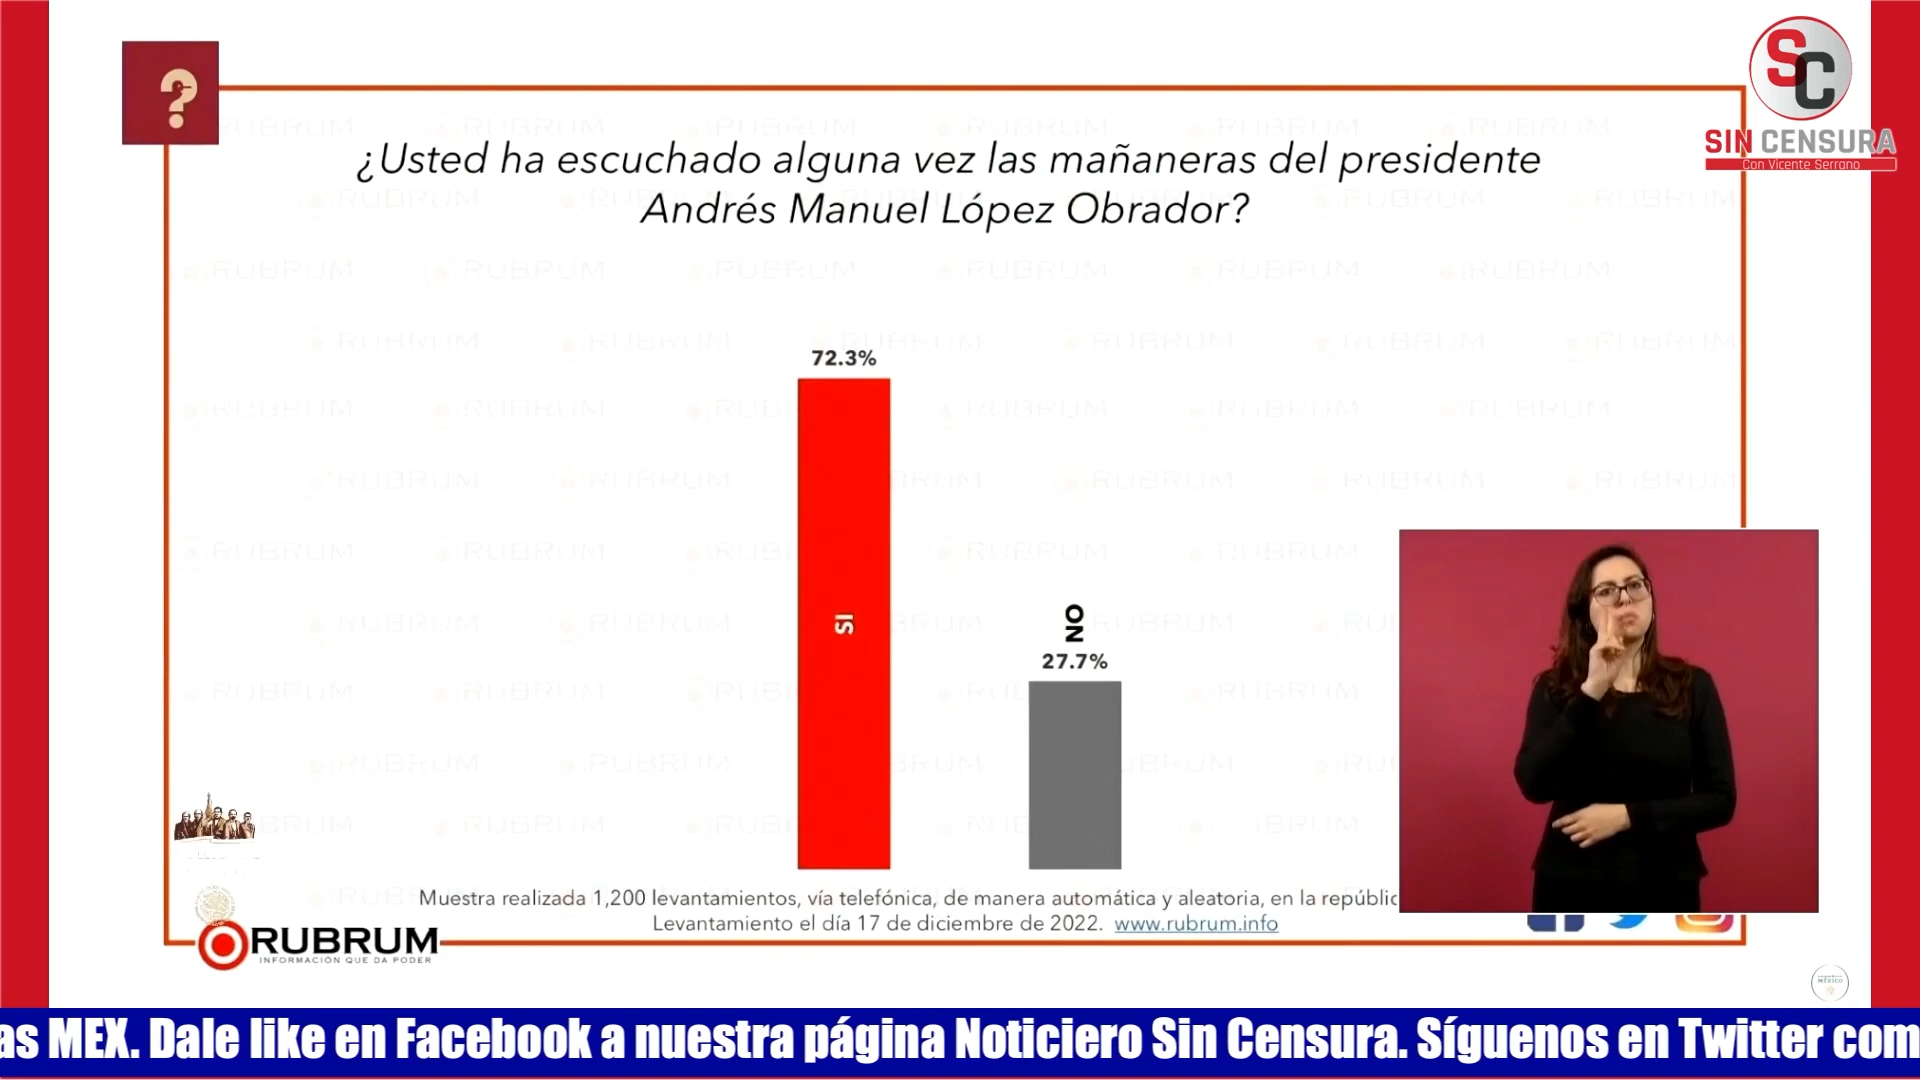 SC
SIN CENSURA
Con Vicente Serrano
¿Usted ha escuchado alguna vez las mañaneras del presidente
Andrés Manuel López Obrador?
72.3%
SI
NO
27.7%
Muestra realizada 1,200 levantamientos, vía telefónica, de manera automática y aleatoria, en la repúblic
Levantamiento el día 17 de diciembre de 2022. www.rubrum.info
RUBRUM
INFORMACIÓN QUE DA PODER
MÉXICO
as MEX. Dale like en Facebook a nuestra página Noticiero Sin Censura. Síguenos en Twitter com